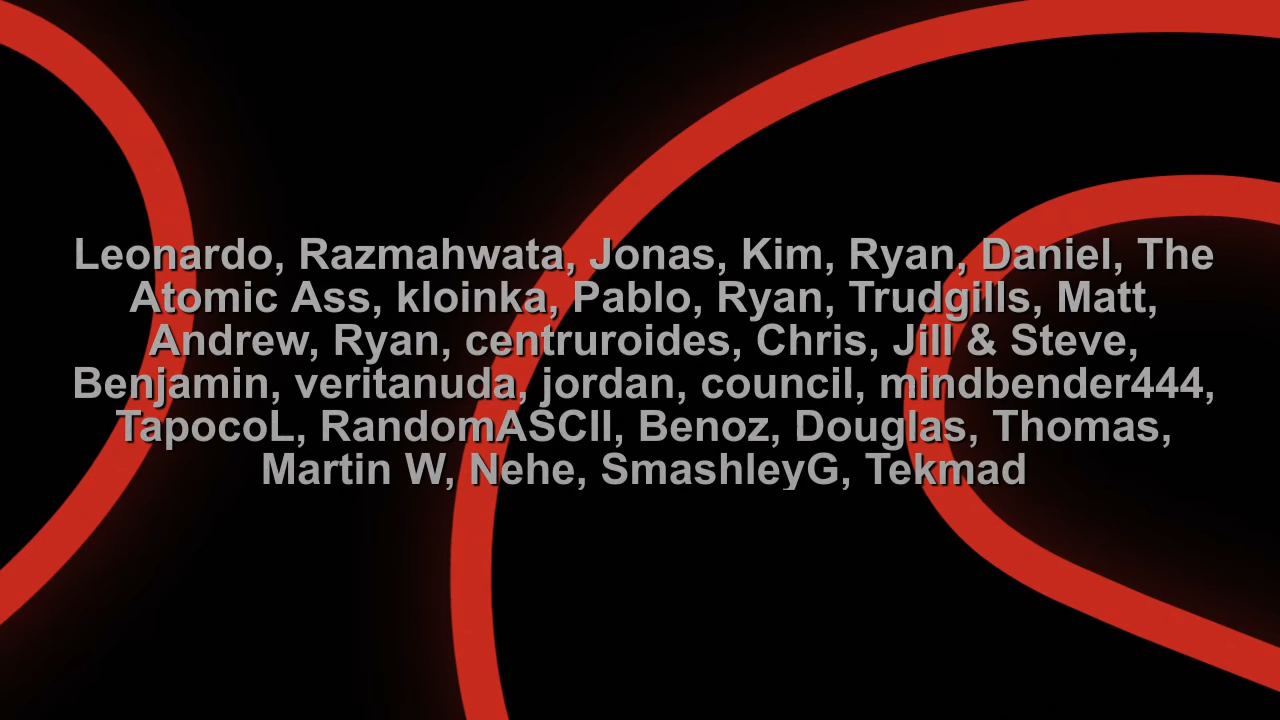 Leonardo, Razmahwata, Jonas, Kim, Ryan, Daniel, The
Atomic Ass, kloinka, Pablo, Ryan, Trudgills, Matt,
Andrew, Ryan, centruroides, Chris, Jill & Steve,
Benjamin, veritanuda, jordan, council, mindbender444,
TapocoL, RandomASCII, Benoz, Douglas, Thomas,
Martin W, Nehe, SmashleyG, Tekmad